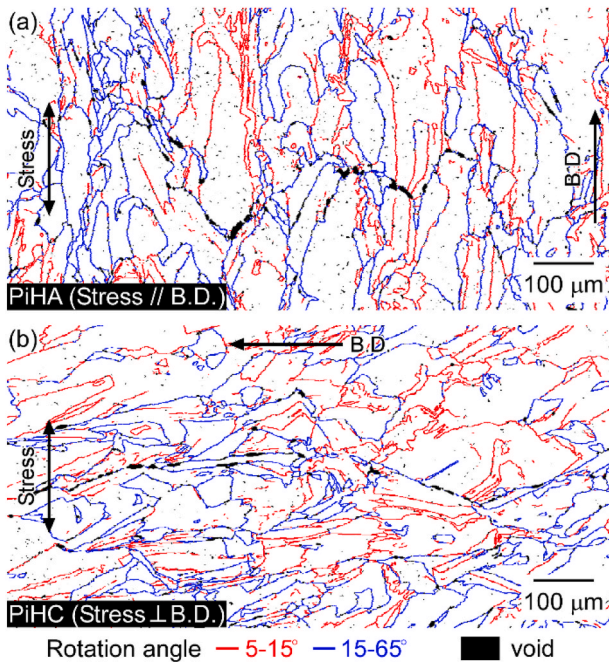 (a)
Stress
B.D.
PiHA (Stress // B.D.)
100 μm
(b)
B.D.
Stress
PiHC (Stress ⊥ B.D.)
100 μm
Rotation angle — 5-15° — 15-65° void